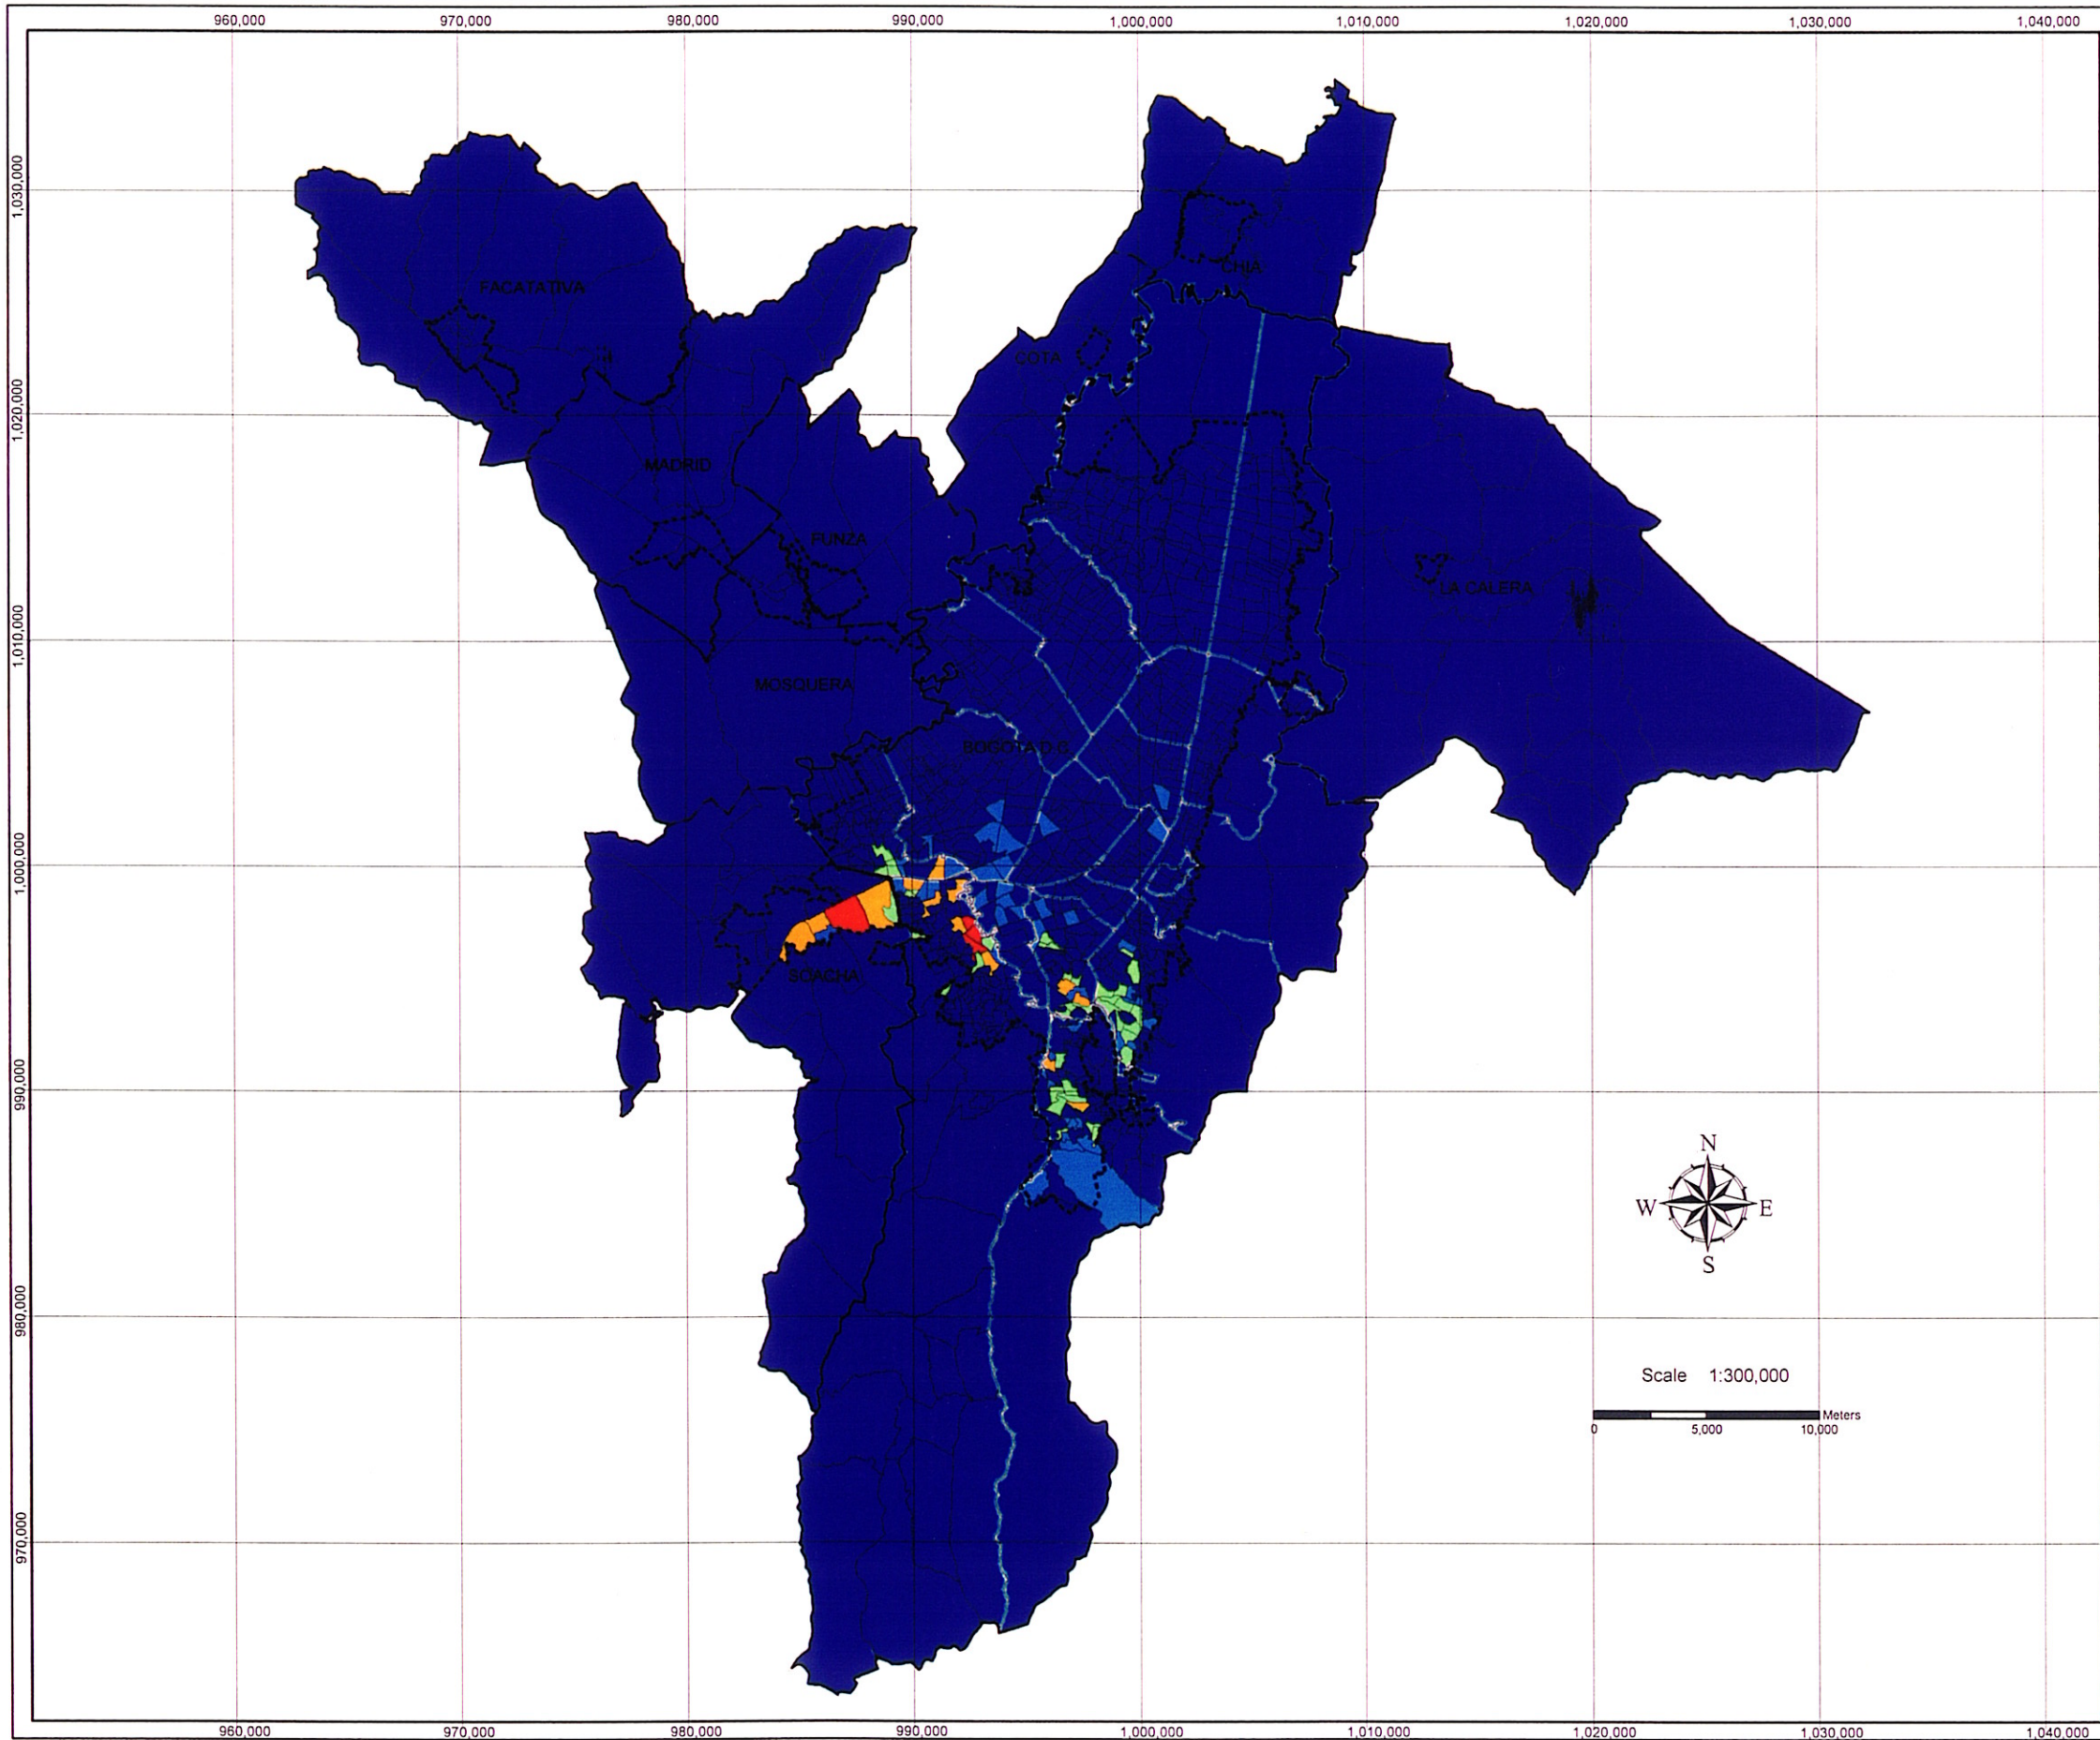 960,000 970,000 980,000 990,000 1,000,000 1,010,000 1,020,000 1,030,000 1,040,000
1,030,000
CHIA
FACATATIVA
COTA
1,020,000
MADRID
FUNZA
LA CALERA
1,010,000
MOSQUERA
BOGOTA D.C.
1,000,000
SOACHA
990,000
N
W E
S
980,000
Scale 1:300,000
Meters
0 5,000 10,000
970,000
960,000 970,000 980,000 990,000 1,000,000 1,010,000 1,020,000 1,030,000 1,040,000